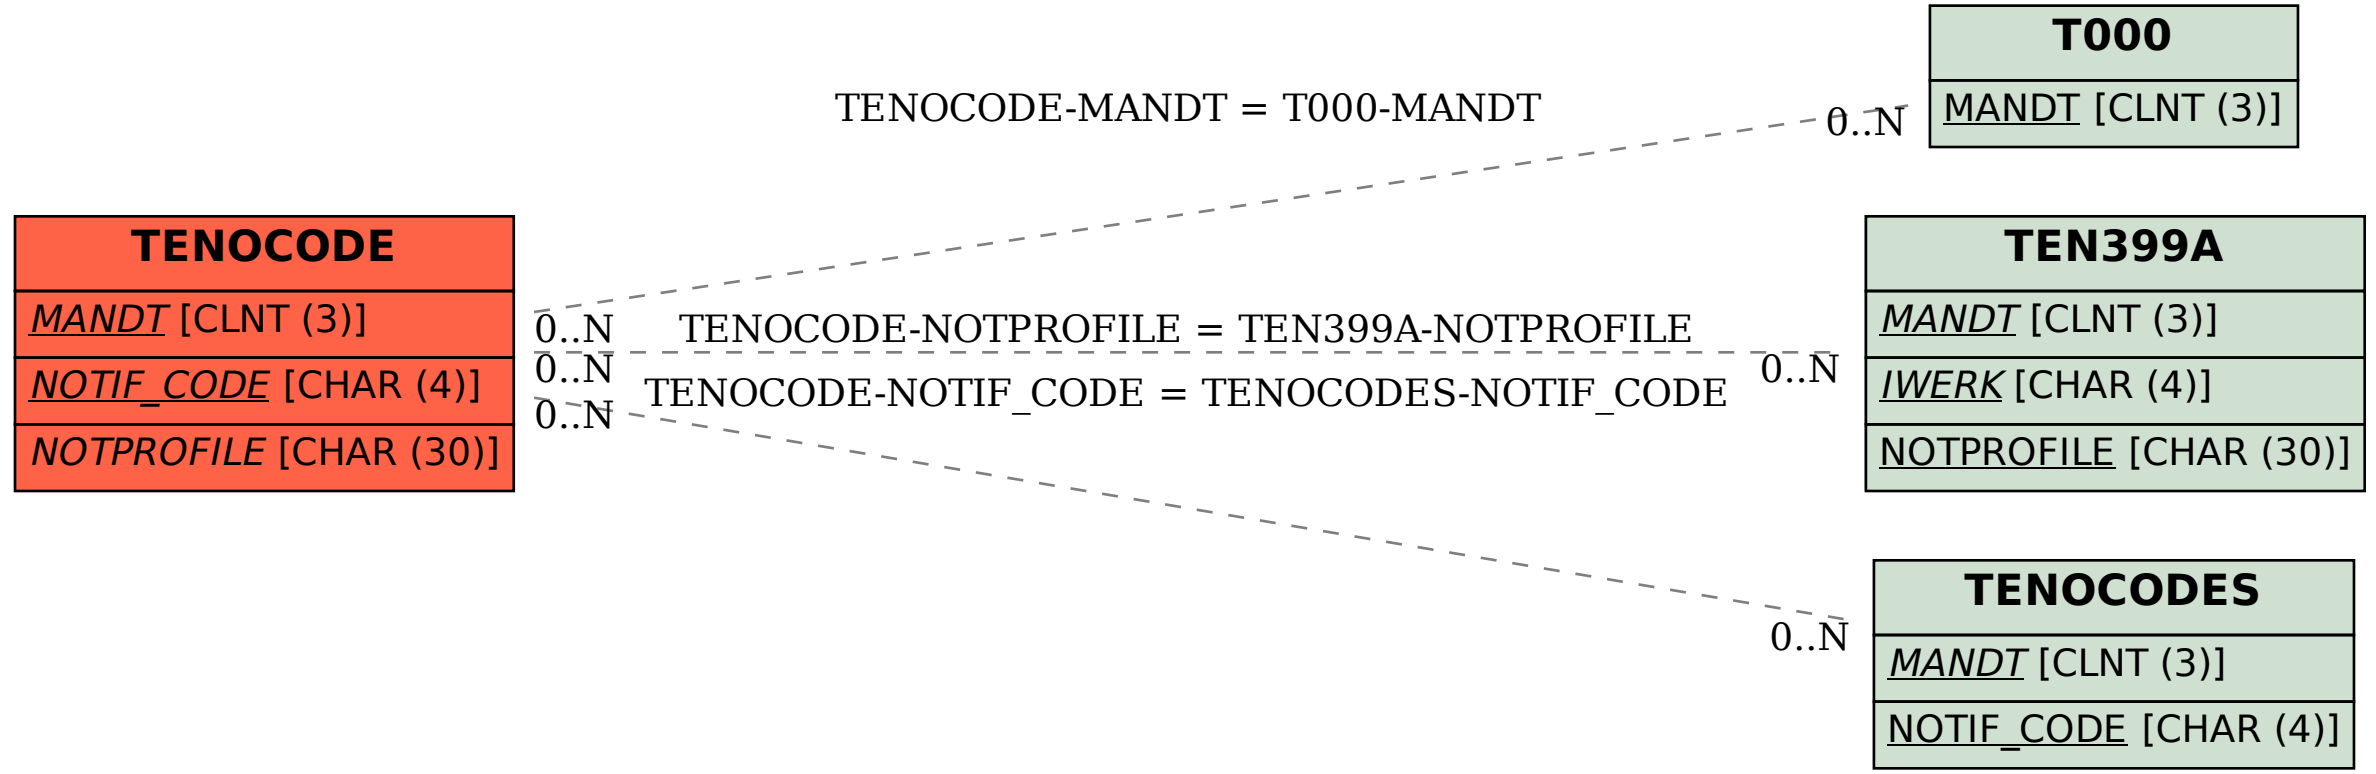 T000
MANDT [CLNT (3)]
TENOCODE-MANDT = T000-MANDT
0..N
TENOCODE
MANDT [CLNT (3)]
NOTIF_CODE [CHAR (4)]
NOTPROFILE [CHAR (30)]
0..N
TENOCODE-NOTPROFILE = TEN399A-NOTPROFILE
0..N
0..N
TENOCODE-NOTIF_CODE = TENOCODES-NOTIF_CODE
0..N
TEN399A
MANDT [CLNT (3)]
IWERK [CHAR (4)]
NOTPROFILE [CHAR (30)]
0..N
TENOCODES
MANDT [CLNT (3)]
NOTIF_CODE [CHAR (4)]